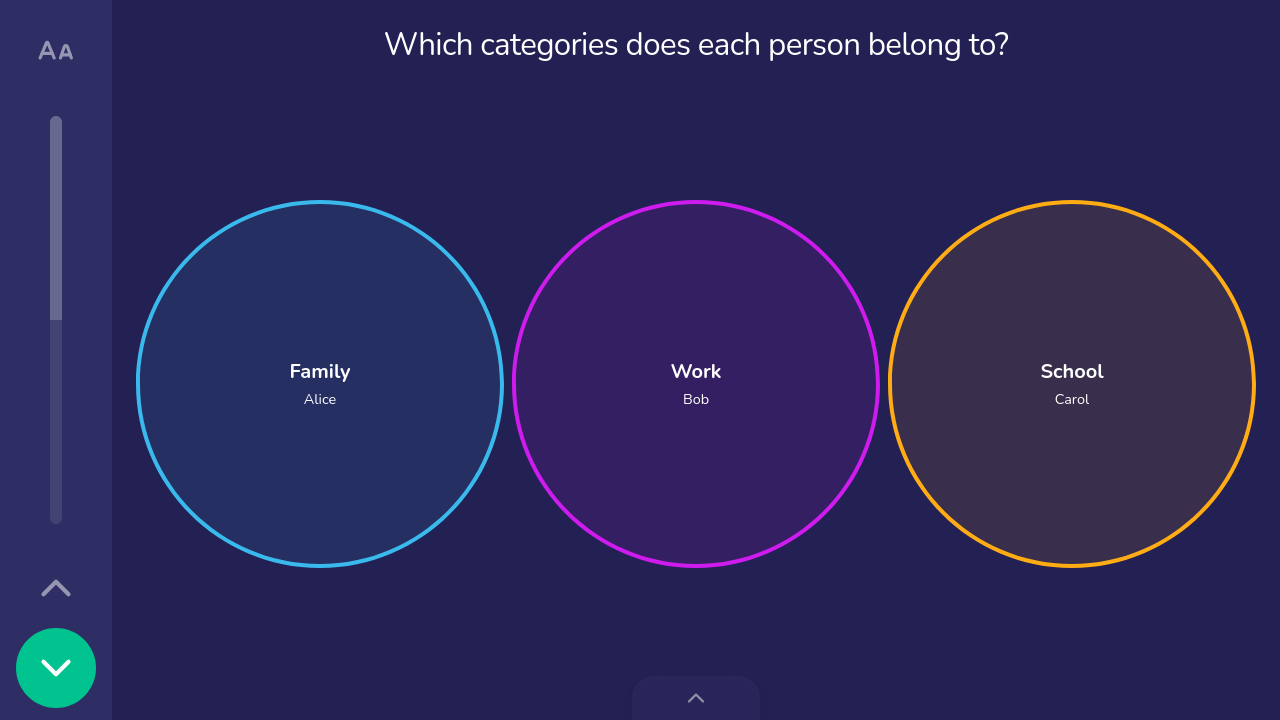 AA
Which categories does each person belong to?
Family
Alice
Work
Bob
School
Carol